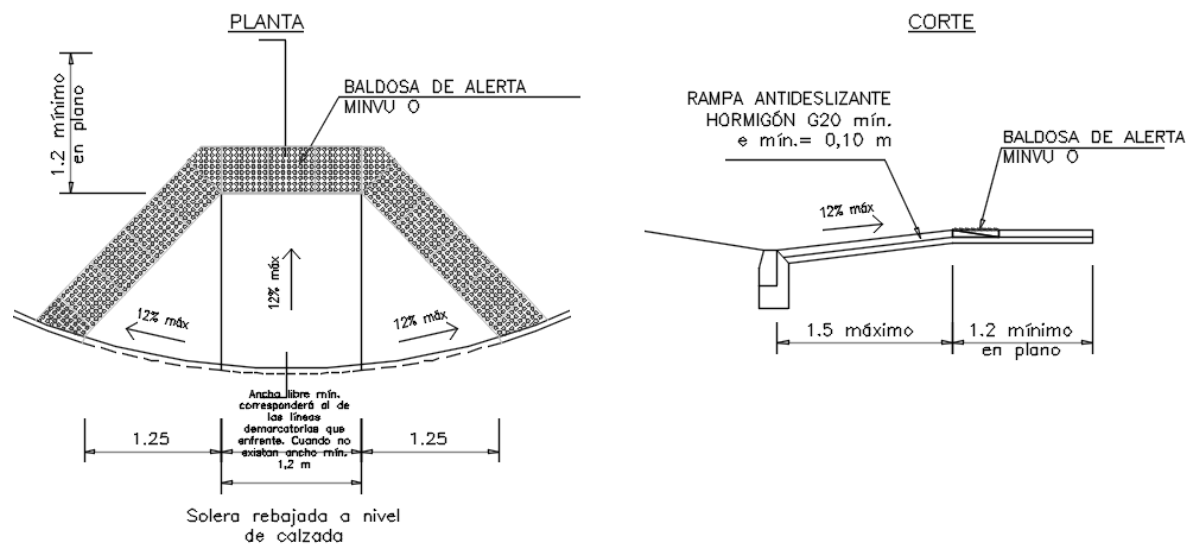 PLANTA
1.2 mínimo
en plano
BALDOSA DE ALERTA
MINVU 0
12% máx
12% máx
12% máx
Ancho libre mín.
corresponderá al de
las líneas
demarcatorias que
enfrente. Cuando no
existan ancho mín.
1,2 m
1.25
1.25
Solera rebajada a nivel
de calzada
CORTE
RAMPA ANTIDESLIZANTE
HORMIGÓN G20 mín.
e mín.= 0,10 m
BALDOSA DE ALERTA
MINVU 0
12% máx
1.5 máximo
1.2 mínimo
en plano